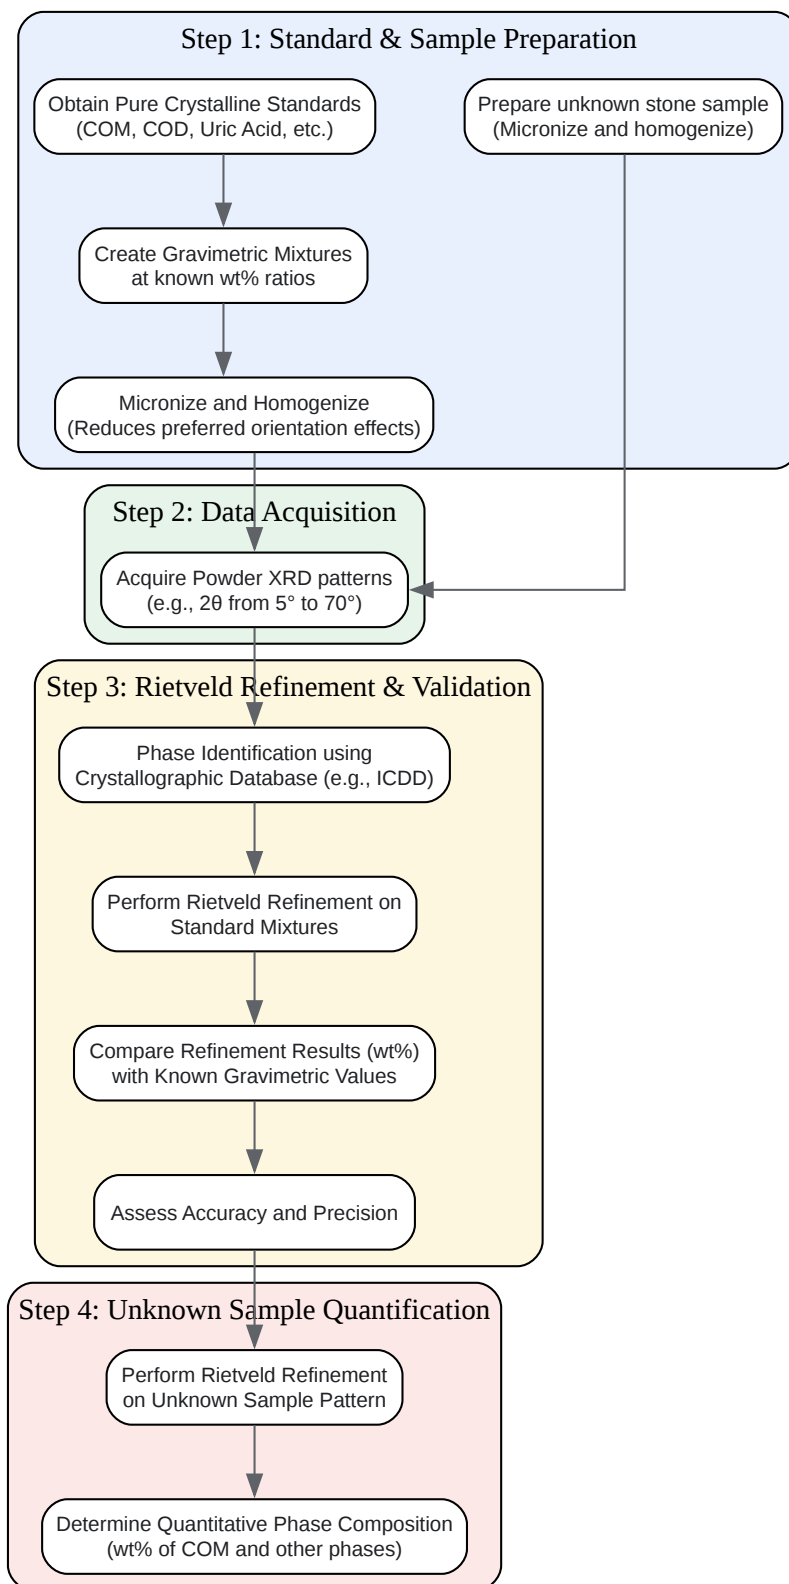 Step 1: Standard & Sample Preparation
Obtain Pure Crystalline Standards
(COM, COD, Uric Acid, etc.)
Prepare unknown stone sample
(Micronize and homogenize)
Create Gravimetric Mixtures
at known wt% ratios
Micronize and Homogenize
(Reduces preferred orientation effects)
Step 2: Data Acquisition
Acquire Powder XRD patterns
(e.g., 2θ from 5° to 70°)
Step 3: Rietveld Refinement & Validation
Phase Identification using
Crystallographic Database (e.g., ICDD)
Perform Rietveld Refinement on
Standard Mixtures
Compare Refinement Results (wt%)
with Known Gravimetric Values
Assess Accuracy and Precision
Step 4: Unknown Sample Quantification
Perform Rietveld Refinement
on Unknown Sample Pattern
Determine Quantitative Phase Composition
(wt% of COM and other phases)